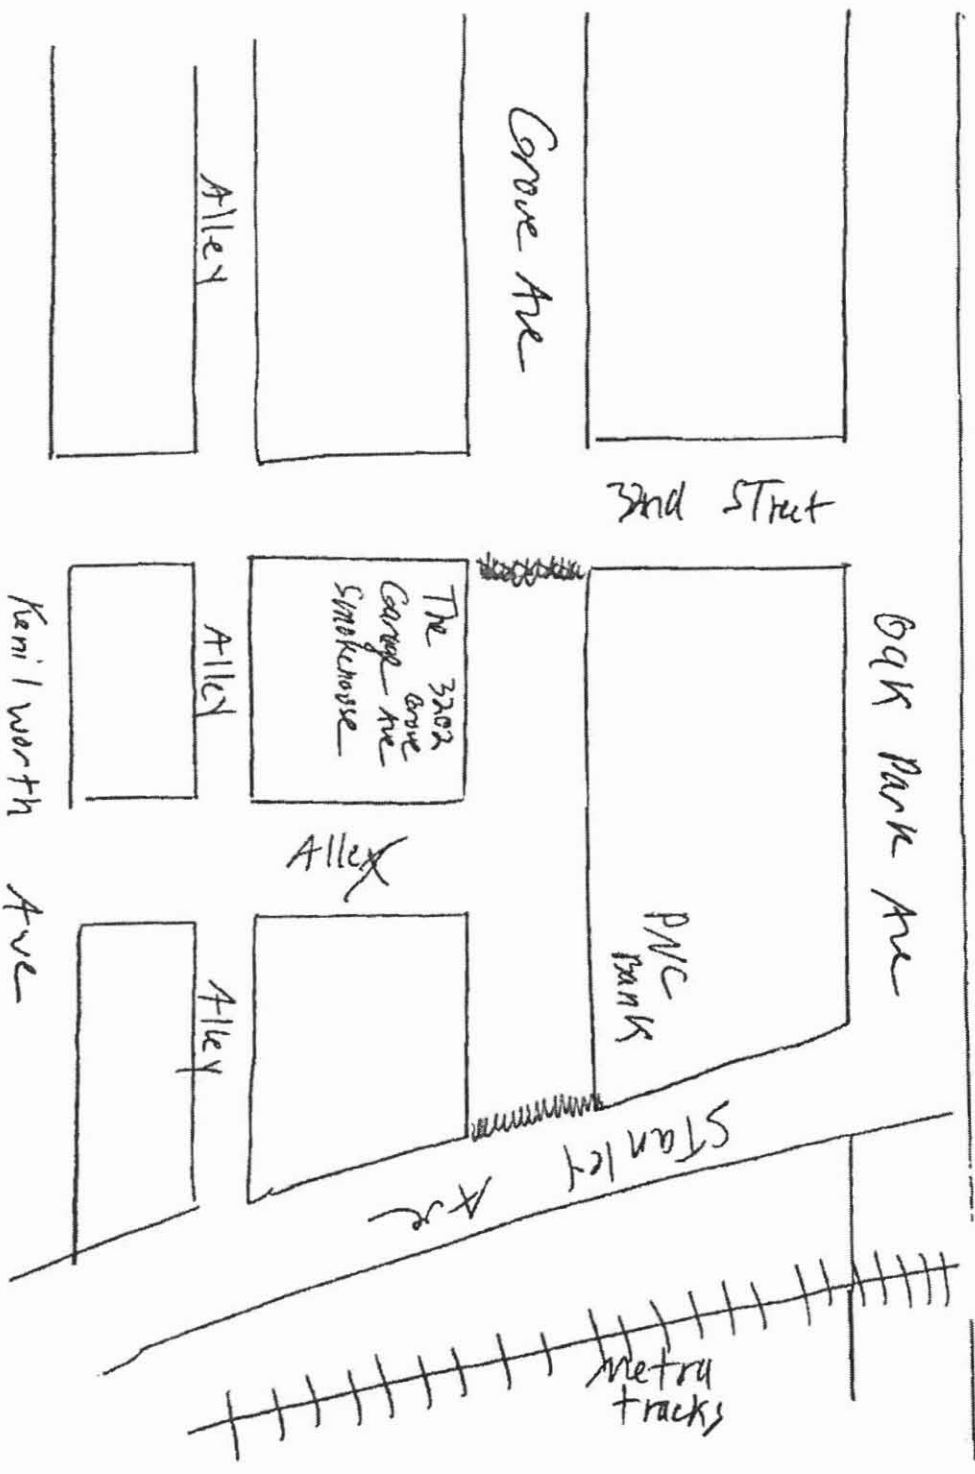 Grove Ave
Alley
32nd STreet
Oak Park Ave
The 3202
Garage Grove Ave
Smokehouse
Alley
Kenilworth Ave
Alley
PNC
Bank
Alley
STanley
Ave
Metra
tracks